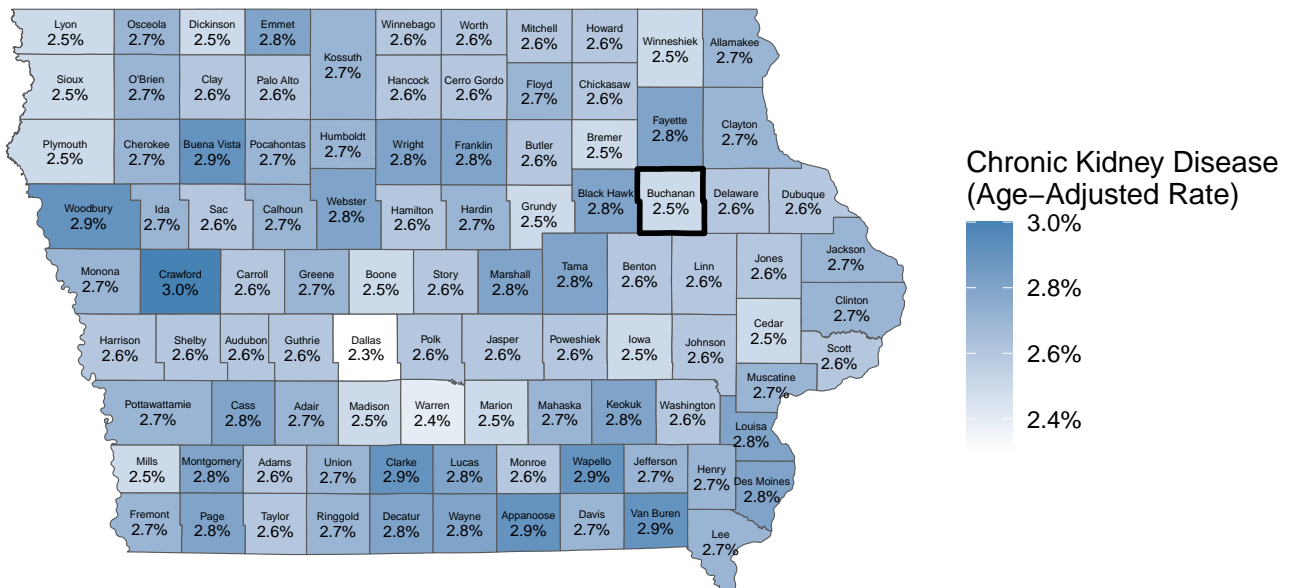 Lyon
2.5%
Osceola
2.7%
Dickinson
2.5%
Emmet
2.8%
Kossuth
2.7%
Winnebago
2.6%
Worth
2.6%
Mitchell
2.6%
Howard
2.6%
Winneshiek
2.5%
Allamakee
2.7%
Sioux
2.5%
O'Brien
2.7%
Clay
2.6%
Palo Alto
2.6%
Hancock
2.6%
Cerro Gordo
2.6%
Floyd
2.7%
Chickasaw
2.6%
Fayette
2.8%
Clayton
2.7%
Plymouth
2.5%
Cherokee
2.7%
Buena Vista
2.9%
Pocahontas
2.7%
Humboldt
2.7%
Wright
2.8%
Franklin
2.8%
Butler
2.6%
Bremer
2.5%
Woodbury
2.9%
Ida
2.7%
Sac
2.6%
Calhoun
2.7%
Webster
2.8%
Hamilton
2.6%
Hardin
2.7%
Grundy
2.5%
Black Hawk
2.8%
Buchanan
2.5%
Delaware
2.6%
Dubuque
2.6%
Monona
2.7%
Crawford
3.0%
Carroll
2.6%
Greene
2.7%
Boone
2.5%
Story
2.6%
Marshall
2.8%
Tama
2.8%
Benton
2.6%
Linn
2.6%
Jones
2.6%
Jackson
2.7%
Clinton
2.7%
Harrison
2.6%
Shelby
2.6%
Audubon
2.6%
Guthrie
2.6%
Dallas
2.3%
Polk
2.6%
Jasper
2.6%
Poweshiek
2.6%
Iowa
2.5%
Johnson
2.6%
Cedar
2.5%
Scott
2.6%
Muscatine
2.7%
Pottawattamie
2.7%
Cass
2.8%
Adair
2.7%
Madison
2.5%
Warren
2.4%
Marion
2.5%
Mahaska
2.7%
Keokuk
2.8%
Washington
2.6%
Louisa
2.8%
Mills
2.5%
Montgomery
2.8%
Adams
2.6%
Union
2.7%
Clarke
2.9%
Lucas
2.8%
Monroe
2.6%
Wapello
2.9%
Jefferson
2.7%
Henry
2.7%
Des Moines
2.8%
Fremont
2.7%
Page
2.8%
Taylor
2.6%
Ringgold
2.7%
Decatur
2.8%
Wayne
2.8%
Appanoose
2.9%
Davis
2.7%
Van Buren
2.9%
Lee
2.7%
Chronic Kidney Disease
(Age−Adjusted Rate)
3.0%
2.8%
2.6%
2.4%